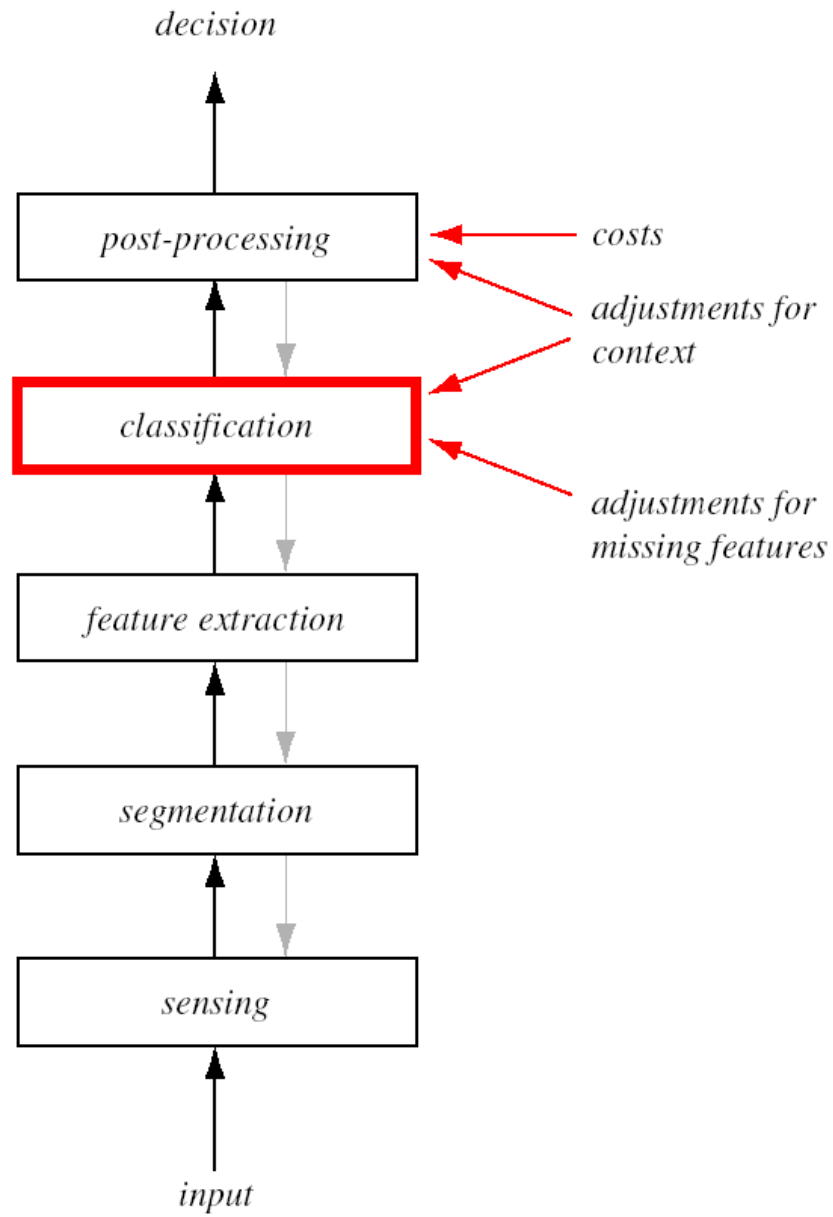 decision
post-processing
costs
adjustments for
context
classification
adjustments for
missing features
feature extraction
segmentation
sensing
input